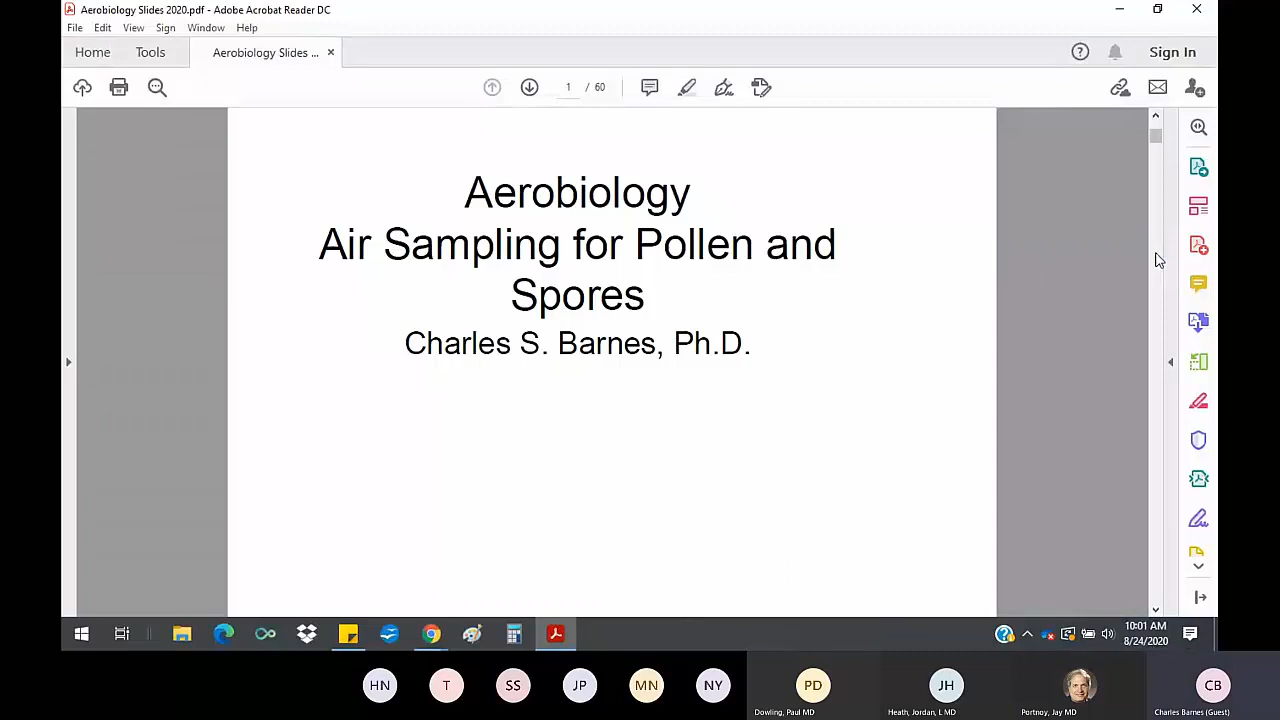 Aerobiology Slides 2020.pdf - Adobe Acrobat Reader DC
File Edit View Sign Window Help
Home Tools Aerobiology Slides ... × Sign In
1 / 60
Aerobiology
Air Sampling for Pollen and
Spores
Charles S. Barnes, Ph.D.
10:01 AM
8/24/2020
HN T SS JP MN NY PD JH CB
Dowling, Paul MD Heath, Jordan, L MD Portnoy, Jay MD Charles Barnes (Guest)